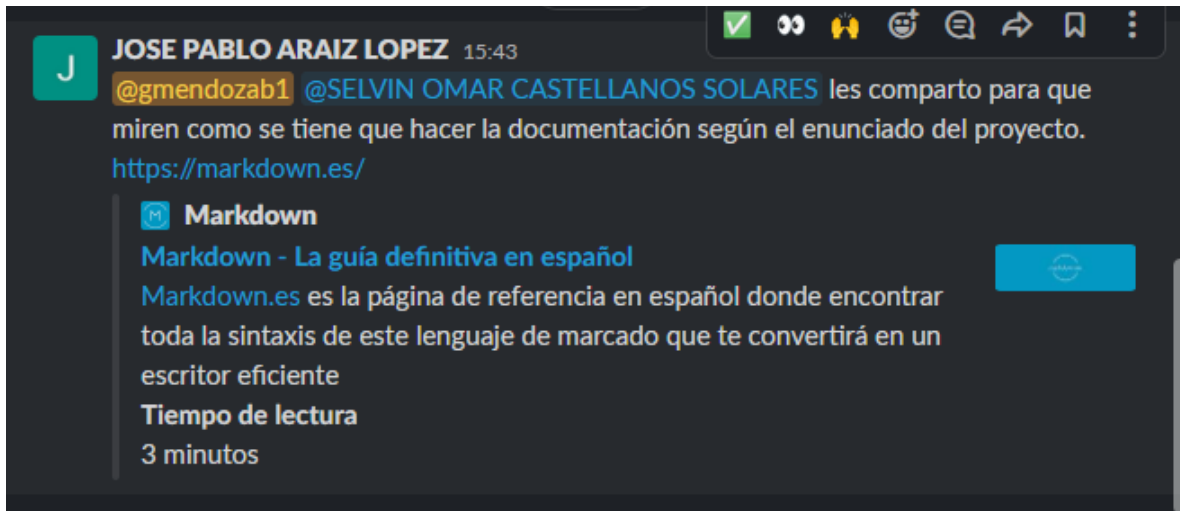 J
JOSE PABLO ARAIZ LOPEZ 15:43
@gmendozab1 @SELVIN OMAR CASTELLANOS SOLARES les comparto para que
miren como se tiene que hacer la documentación según el enunciado del proyecto.
https://markdown.es/
M Markdown
Markdown - La guía definitiva en español
Markdown.es es la página de referencia en español donde encontrar
toda la sintaxis de este lenguaje de marcado que te convertirá en un
escritor eficiente
Tiempo de lectura
3 minutos